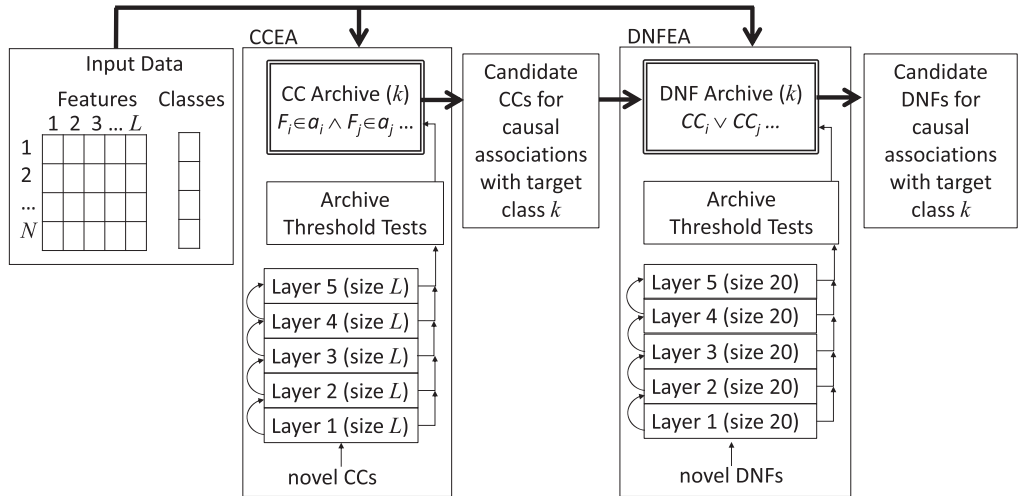 CCEA
DNFEA
Input Data
Features Classes
1 2 3 ... L
1
2
...
N
CC Archive (k)
F_i∈a_i ∧ F_j∈a_j ...
Archive
Threshold Tests
Layer 5 (size L)
Layer 4 (size L)
Layer 3 (size L)
Layer 2 (size L)
Layer 1 (size L)
novel CCs
Candidate
CCs for
causal
associations
with target
class k
DNF Archive (k)
CC_i ∨ CC_j ...
Archive
Threshold Tests
Layer 5 (size 20)
Layer 4 (size 20)
Layer 3 (size 20)
Layer 2 (size 20)
Layer 1 (size 20)
novel DNFs
Candidate
DNFs for
causal
associations
with target
class k